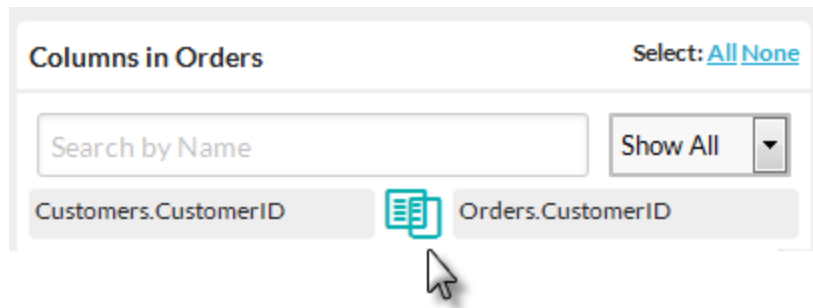 Columns in Orders Select: All None
Search by Name Show All
Customers.CustomerID Orders.CustomerID